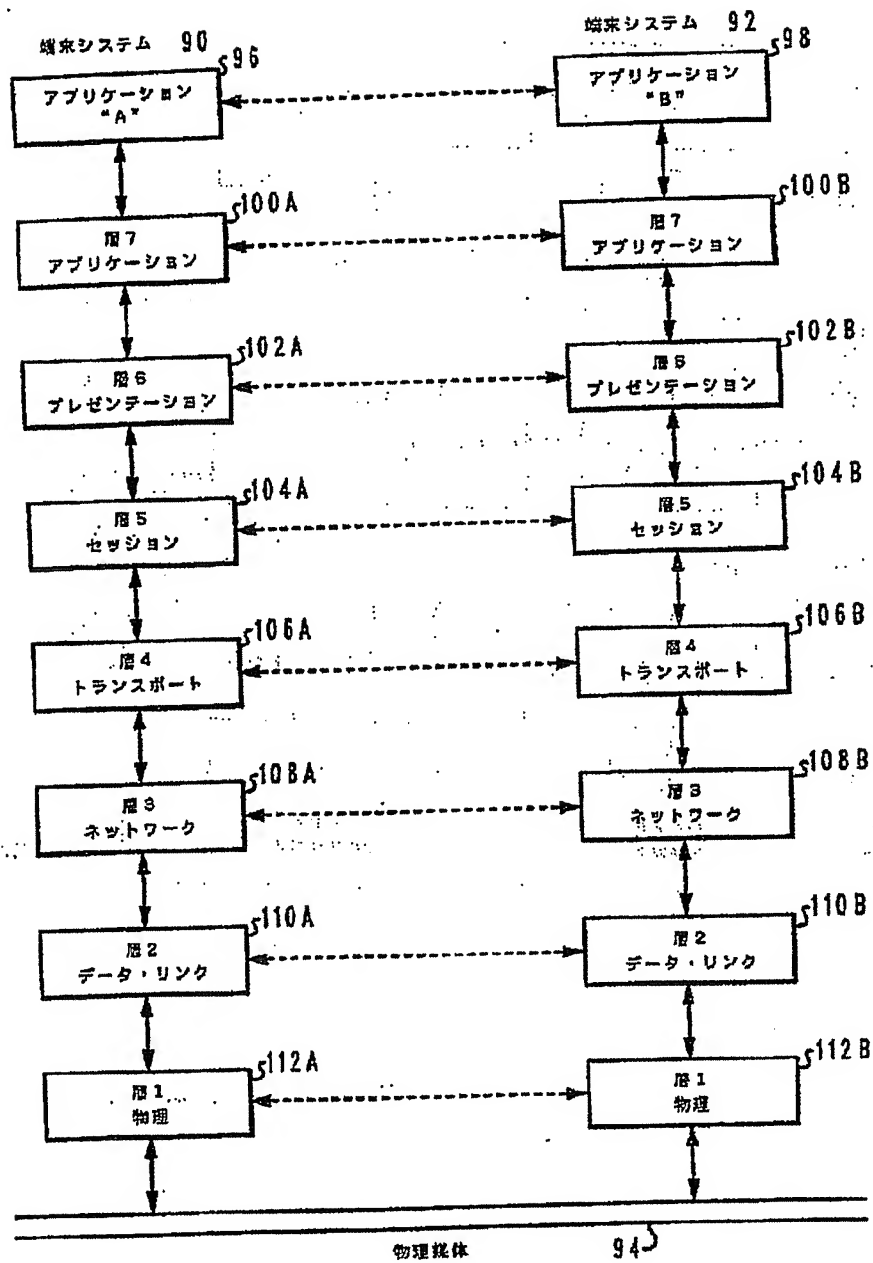 端末システム 90
端末システム 92
96
98
アプリケーション
“A”
アプリケーション
“B”
100A
100B
層7
アプリケーション
層7
アプリケーション
102A
102B
層6
プレゼンテーション
層6
プレゼンテーション
104A
104B
層5
セッション
層5
セッション
106A
106B
層4
トランスポート
層4
トランスポート
108A
108B
層3
ネットワーク
層3
ネットワーク
110A
110B
層2
データ・リンク
層2
データ・リンク
112A
112B
層1
物理
層1
物理
物理媒体 94